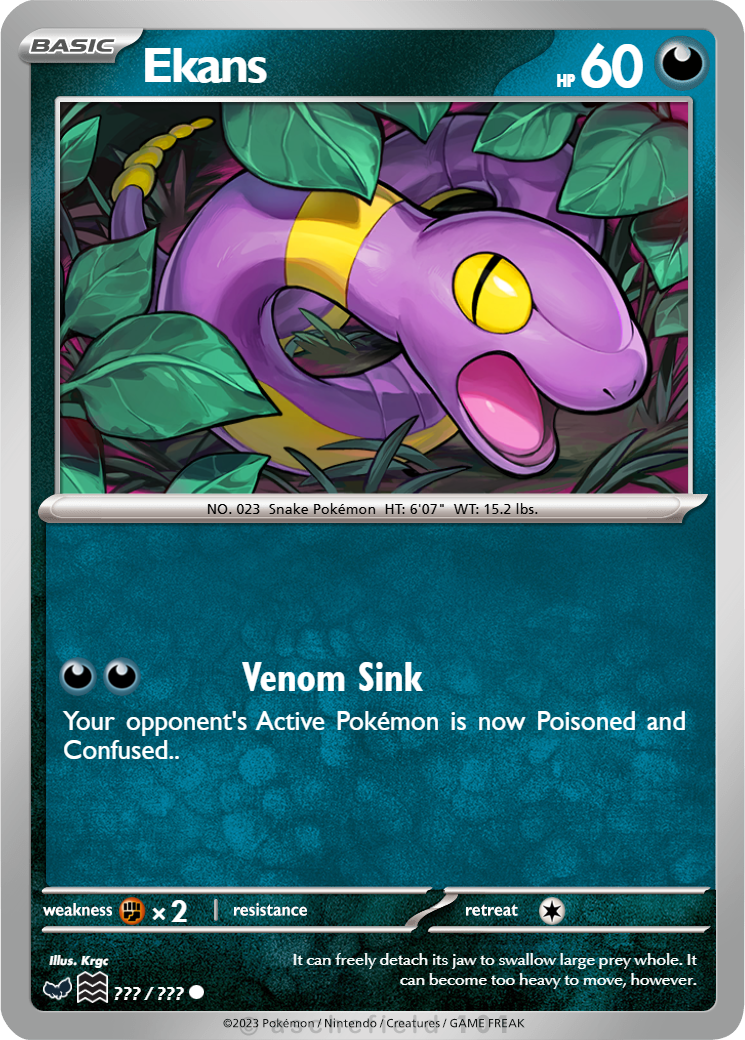 BASIC
Ekans
HP 60
NO. 023 Snake Pokémon HT: 6'07" WT: 15.2 lbs.
Venom Sink
Your opponent's Active Pokémon is now Poisoned and
Confused..
weakness × 2 | resistance
retreat
Illus. Krgc
It can freely detach its jaw to swallow large prey whole. It
can become too heavy to move, however.
??? / ???
©2023 Pokémon / Nintendo / Creatures / GAME FREAK